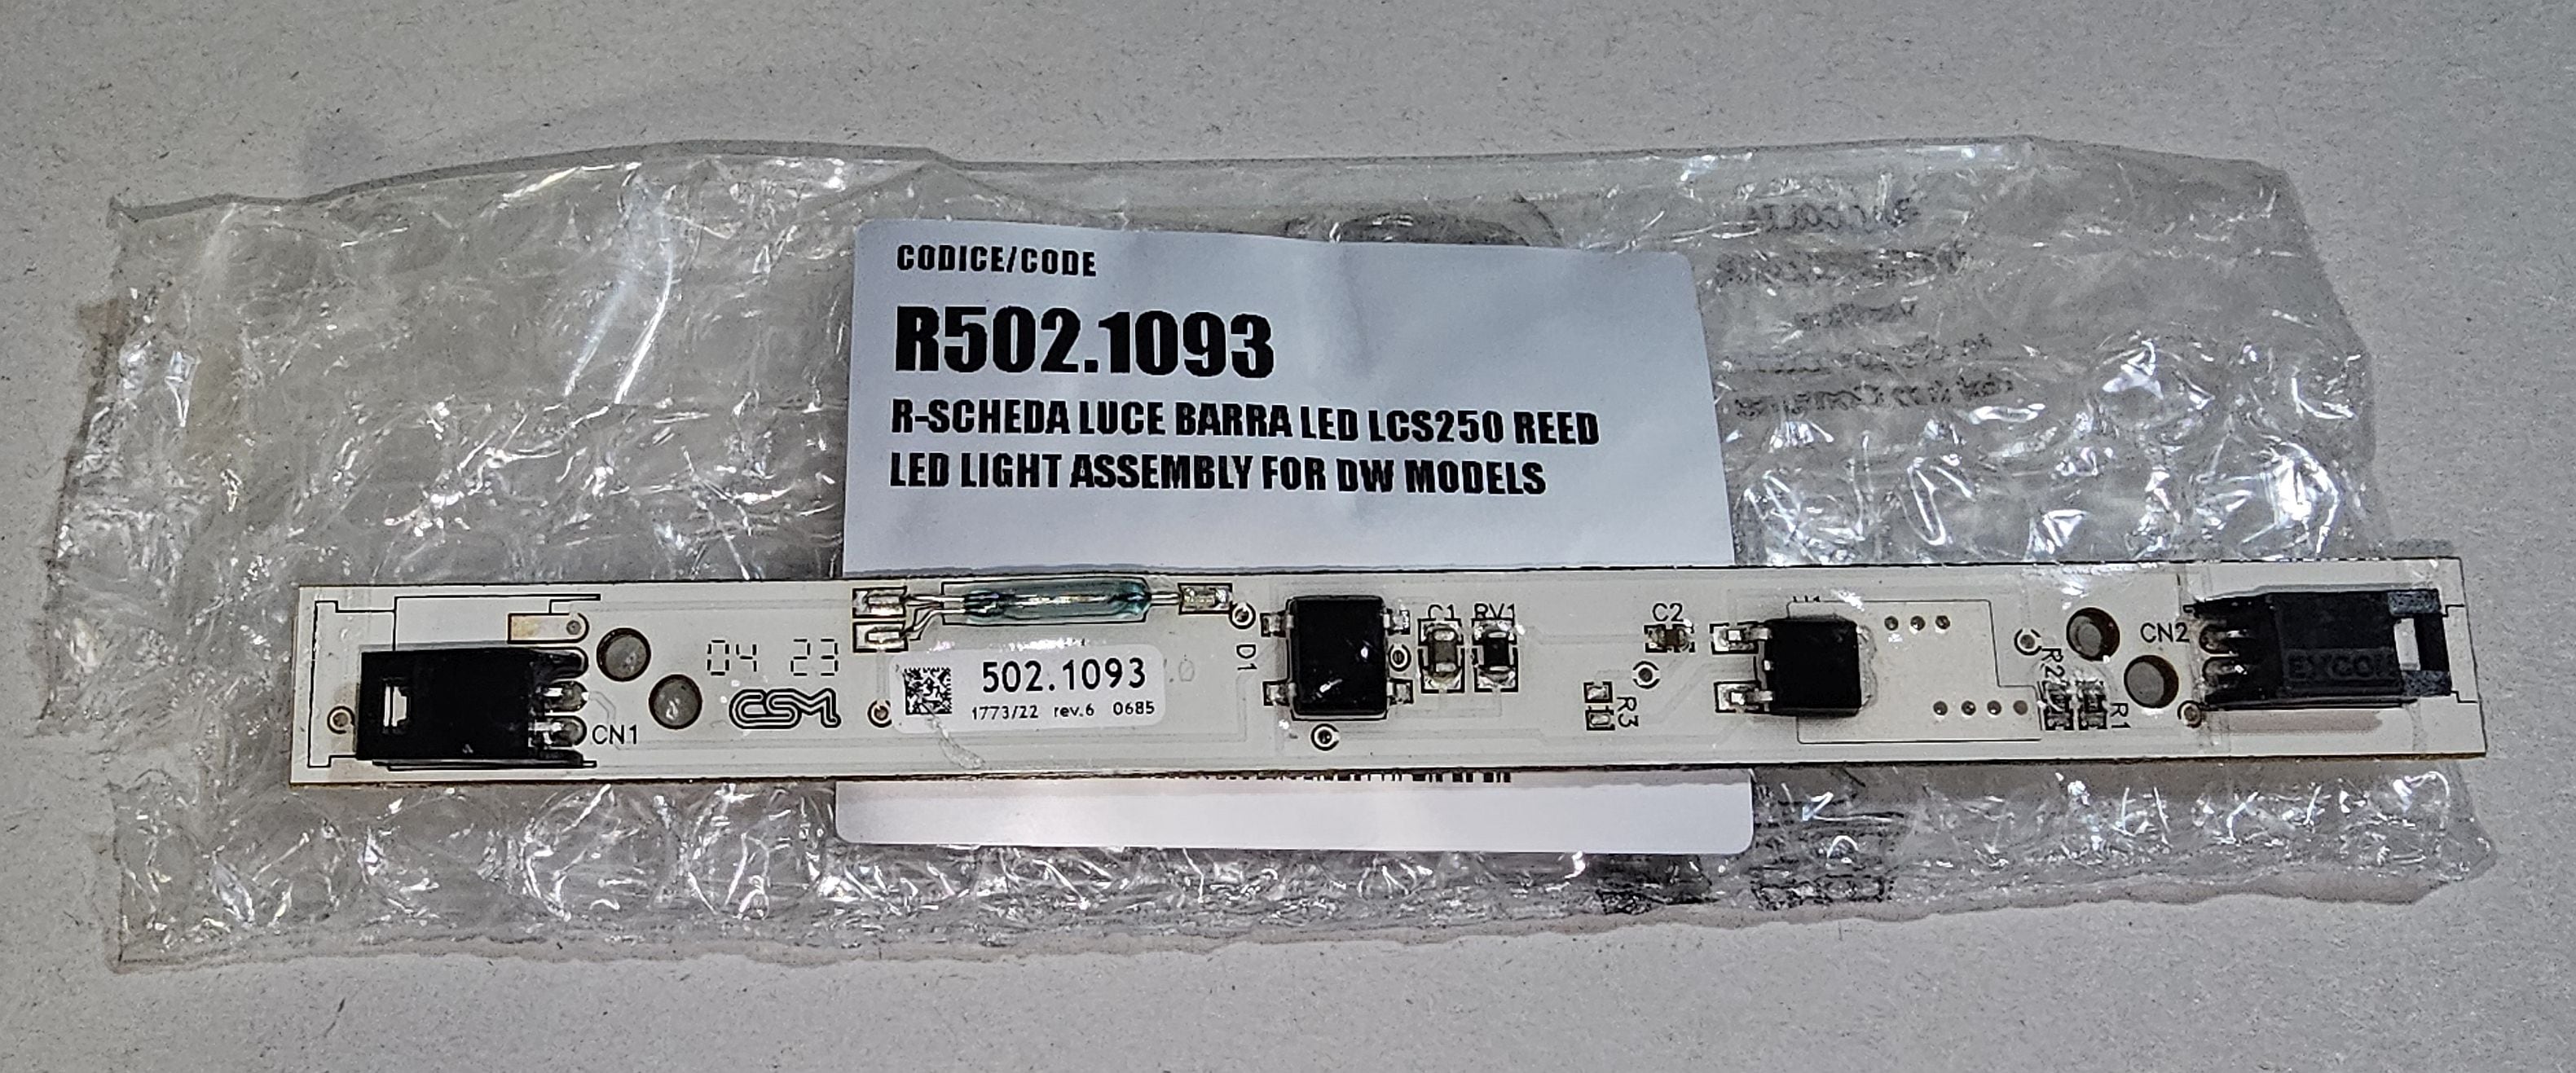 CODICE/CODE
R502.1093
R-SCHEDA LUCE BARRA LED LCS250 REED
LED LIGHT ASSEMBLY FOR DW MODELS
04 23
CSM
CN1
502.1093
1773/22 rev.6 0685
D1
C1
RV1
C2
R3
R2
R1
CN2